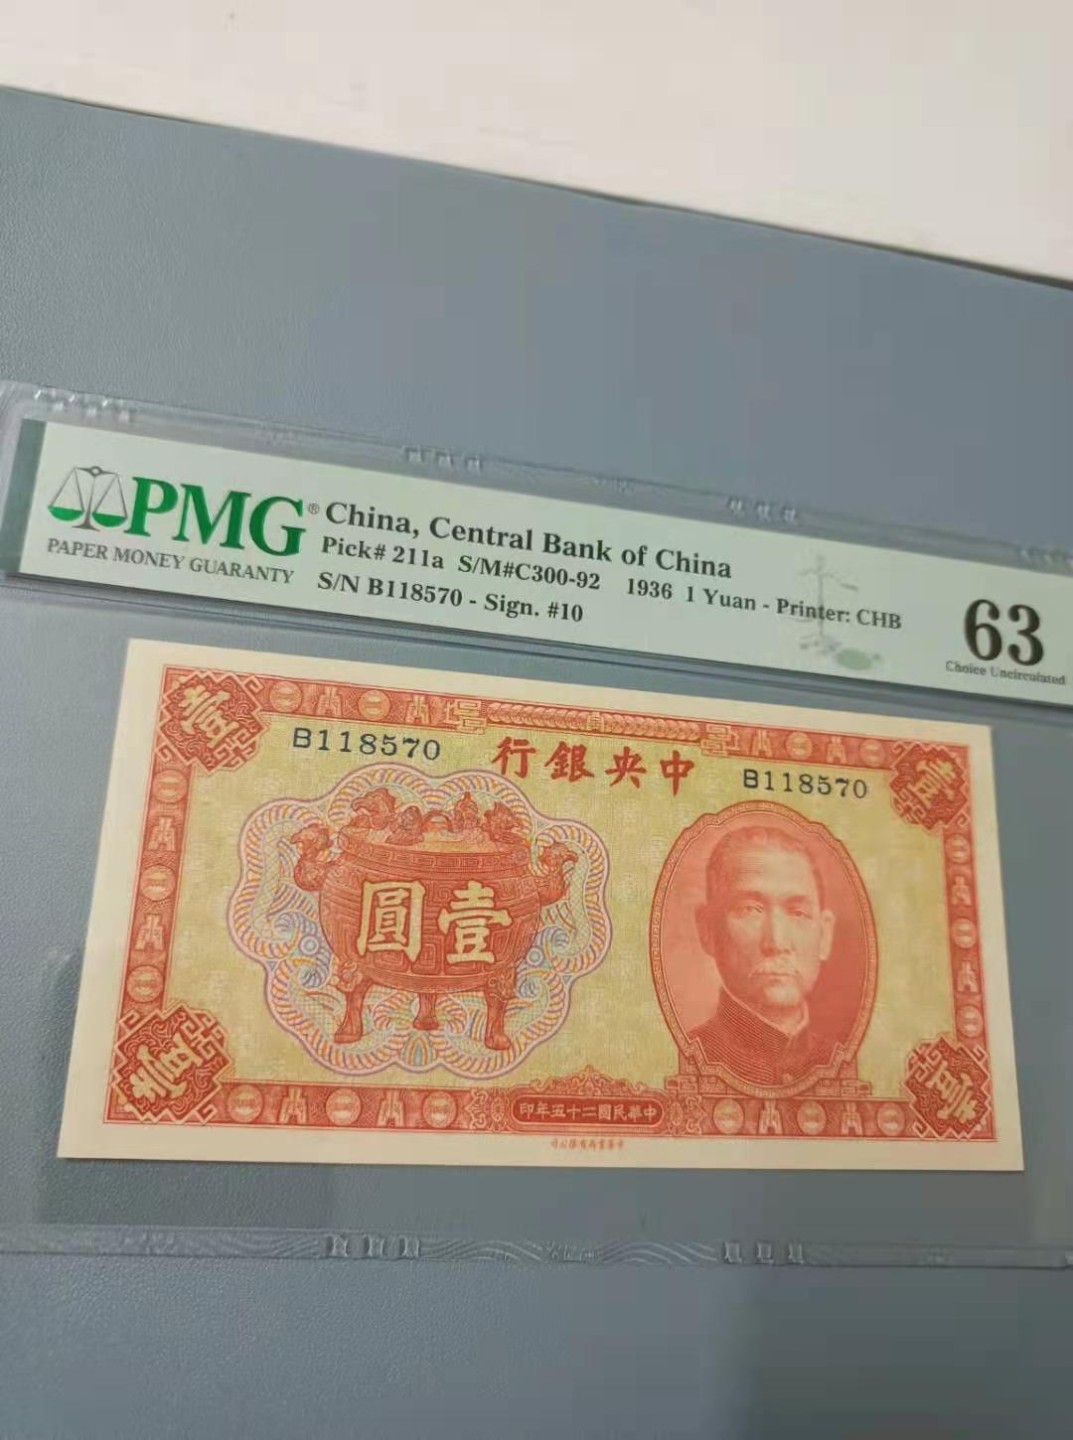 PMG®
PAPER MONEY GUARANTY
China, Central Bank of China
Pick# 211a S/M#C300-92 1936 1 Yuan - Printer: CHB
S/N B118570 - Sign. #10
63
Choice Uncirculated
壹
壹
B118570
行銀央中
B118570
圓壹
壹
壹
印年五十二國民華中